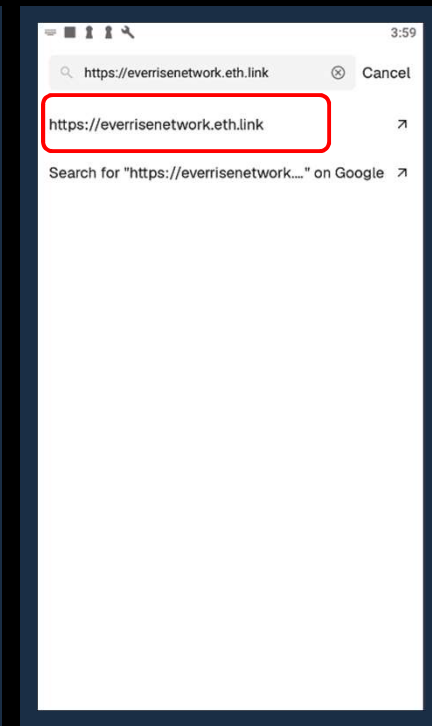 3:59
https://everrisenetwork.eth.link
Cancel
https://everrisenetwork.eth.link
Search for "https://everrisenetwork...." on Google